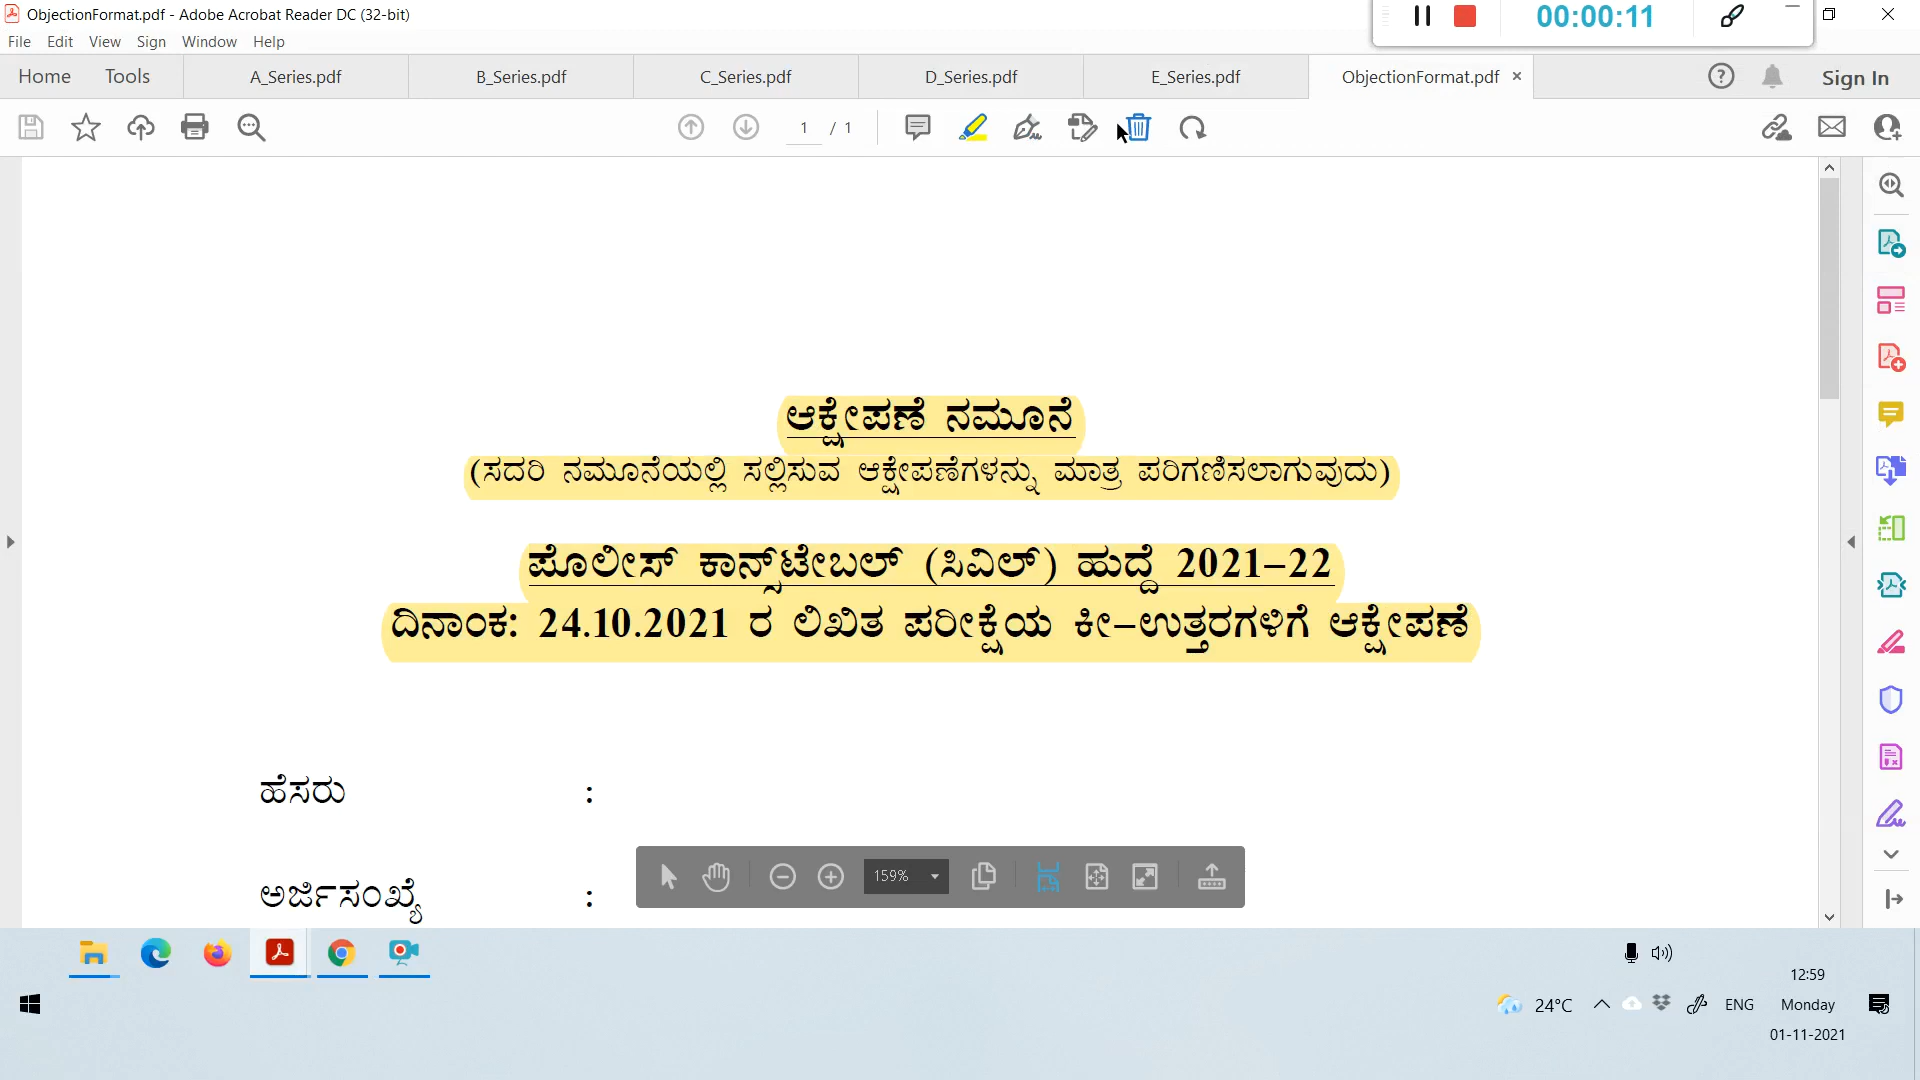 ObjectionFormat.pdf - Adobe Acrobat Reader DC (32-bit)
00:00:11
File Edit View Sign Window Help
Home Tools A_Series.pdf B_Series.pdf C_Series.pdf D_Series.pdf E_Series.pdf ObjectionFormat.pdf × Sign In
1 / 1
ಆಕ್ಷೇಪಣೆ ನಮೂನೆ
(ಸದರಿ ನಮೂನೆಯಲ್ಲಿ ಸಲ್ಲಿಸುವ ಆಕ್ಷೇಪಣೆಗಳನ್ನು ಮಾತ್ರ ಪರಿಗಣಿಸಲಾಗುವುದು)
ಪೊಲೀಸ್ ಕಾನ್ಸ್‌ಟೇಬಲ್ (ಸಿವಿಲ್) ಹುದ್ದೆ 2021–22
ದಿನಾಂಕ: 24.10.2021 ರ ಲಿಖಿತ ಪರೀಕ್ಷೆಯ ಕೀ–ಉತ್ತರಗಳಿಗೆ ಆಕ್ಷೇಪಣೆ
ಹೆಸರು :
ಅರ್ಜಿಸಂಖ್ಯೆ :
159%
12:59
24°C ENG Monday
01-11-2021